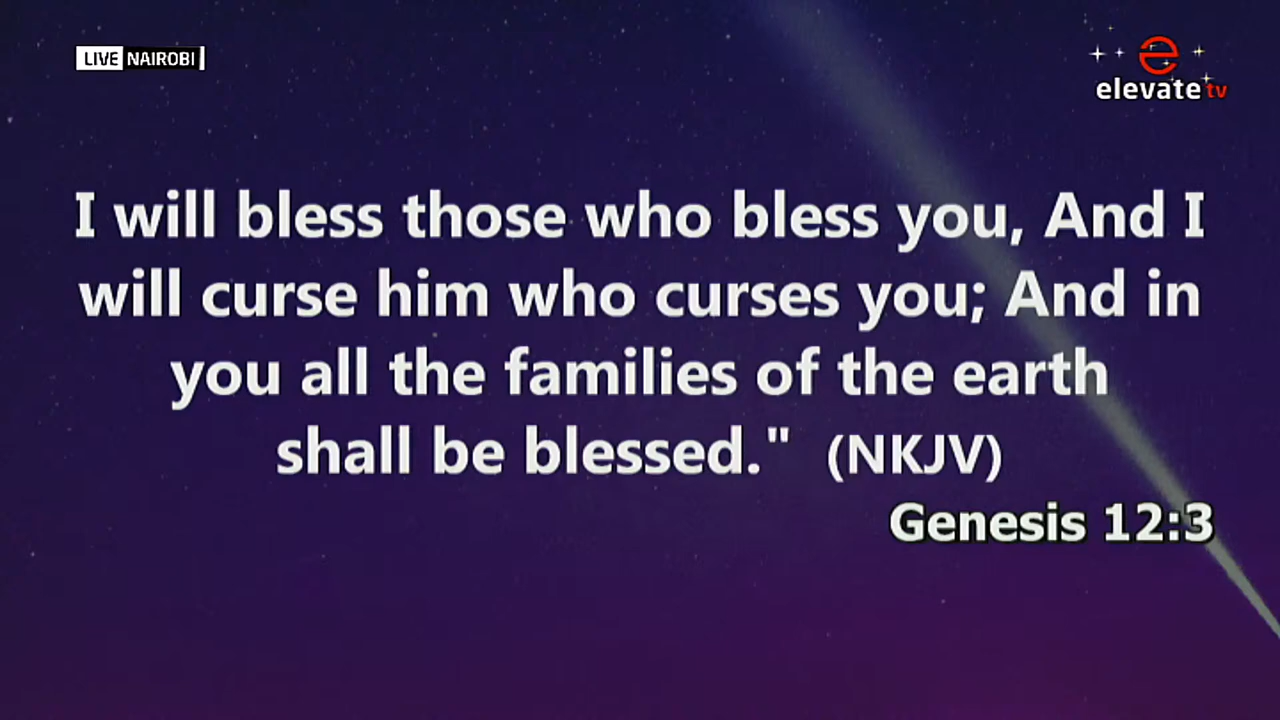 LIVE NAIROBI
e
elevate tv
I will bless those who bless you, And I
will curse him who curses you; And in
you all the families of the earth
shall be blessed." (NKJV)
Genesis 12:3